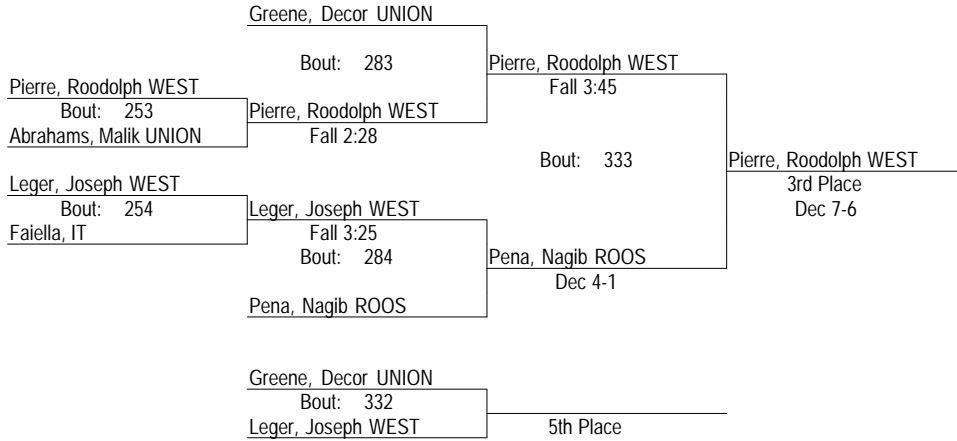 Greene, Decor UNION
Bout: 283
Pierre, Roodolph WEST
Pierre, Roodolph WEST
Fall 3:45
Bout: 253
Pierre, Roodolph WEST
Abrahams, Malik UNION
Fall 2:28
Bout: 333
Pierre, Roodolph WEST
Leger, Joseph WEST
3rd Place
Bout: 254
Leger, Joseph WEST
Dec 7-6
Faiella, IT
Fall 3:25
Bout: 284
Pena, Nagib ROOS
Dec 4-1
Pena, Nagib ROOS
Greene, Decor UNION
Bout: 332
Leger, Joseph WEST
5th Place